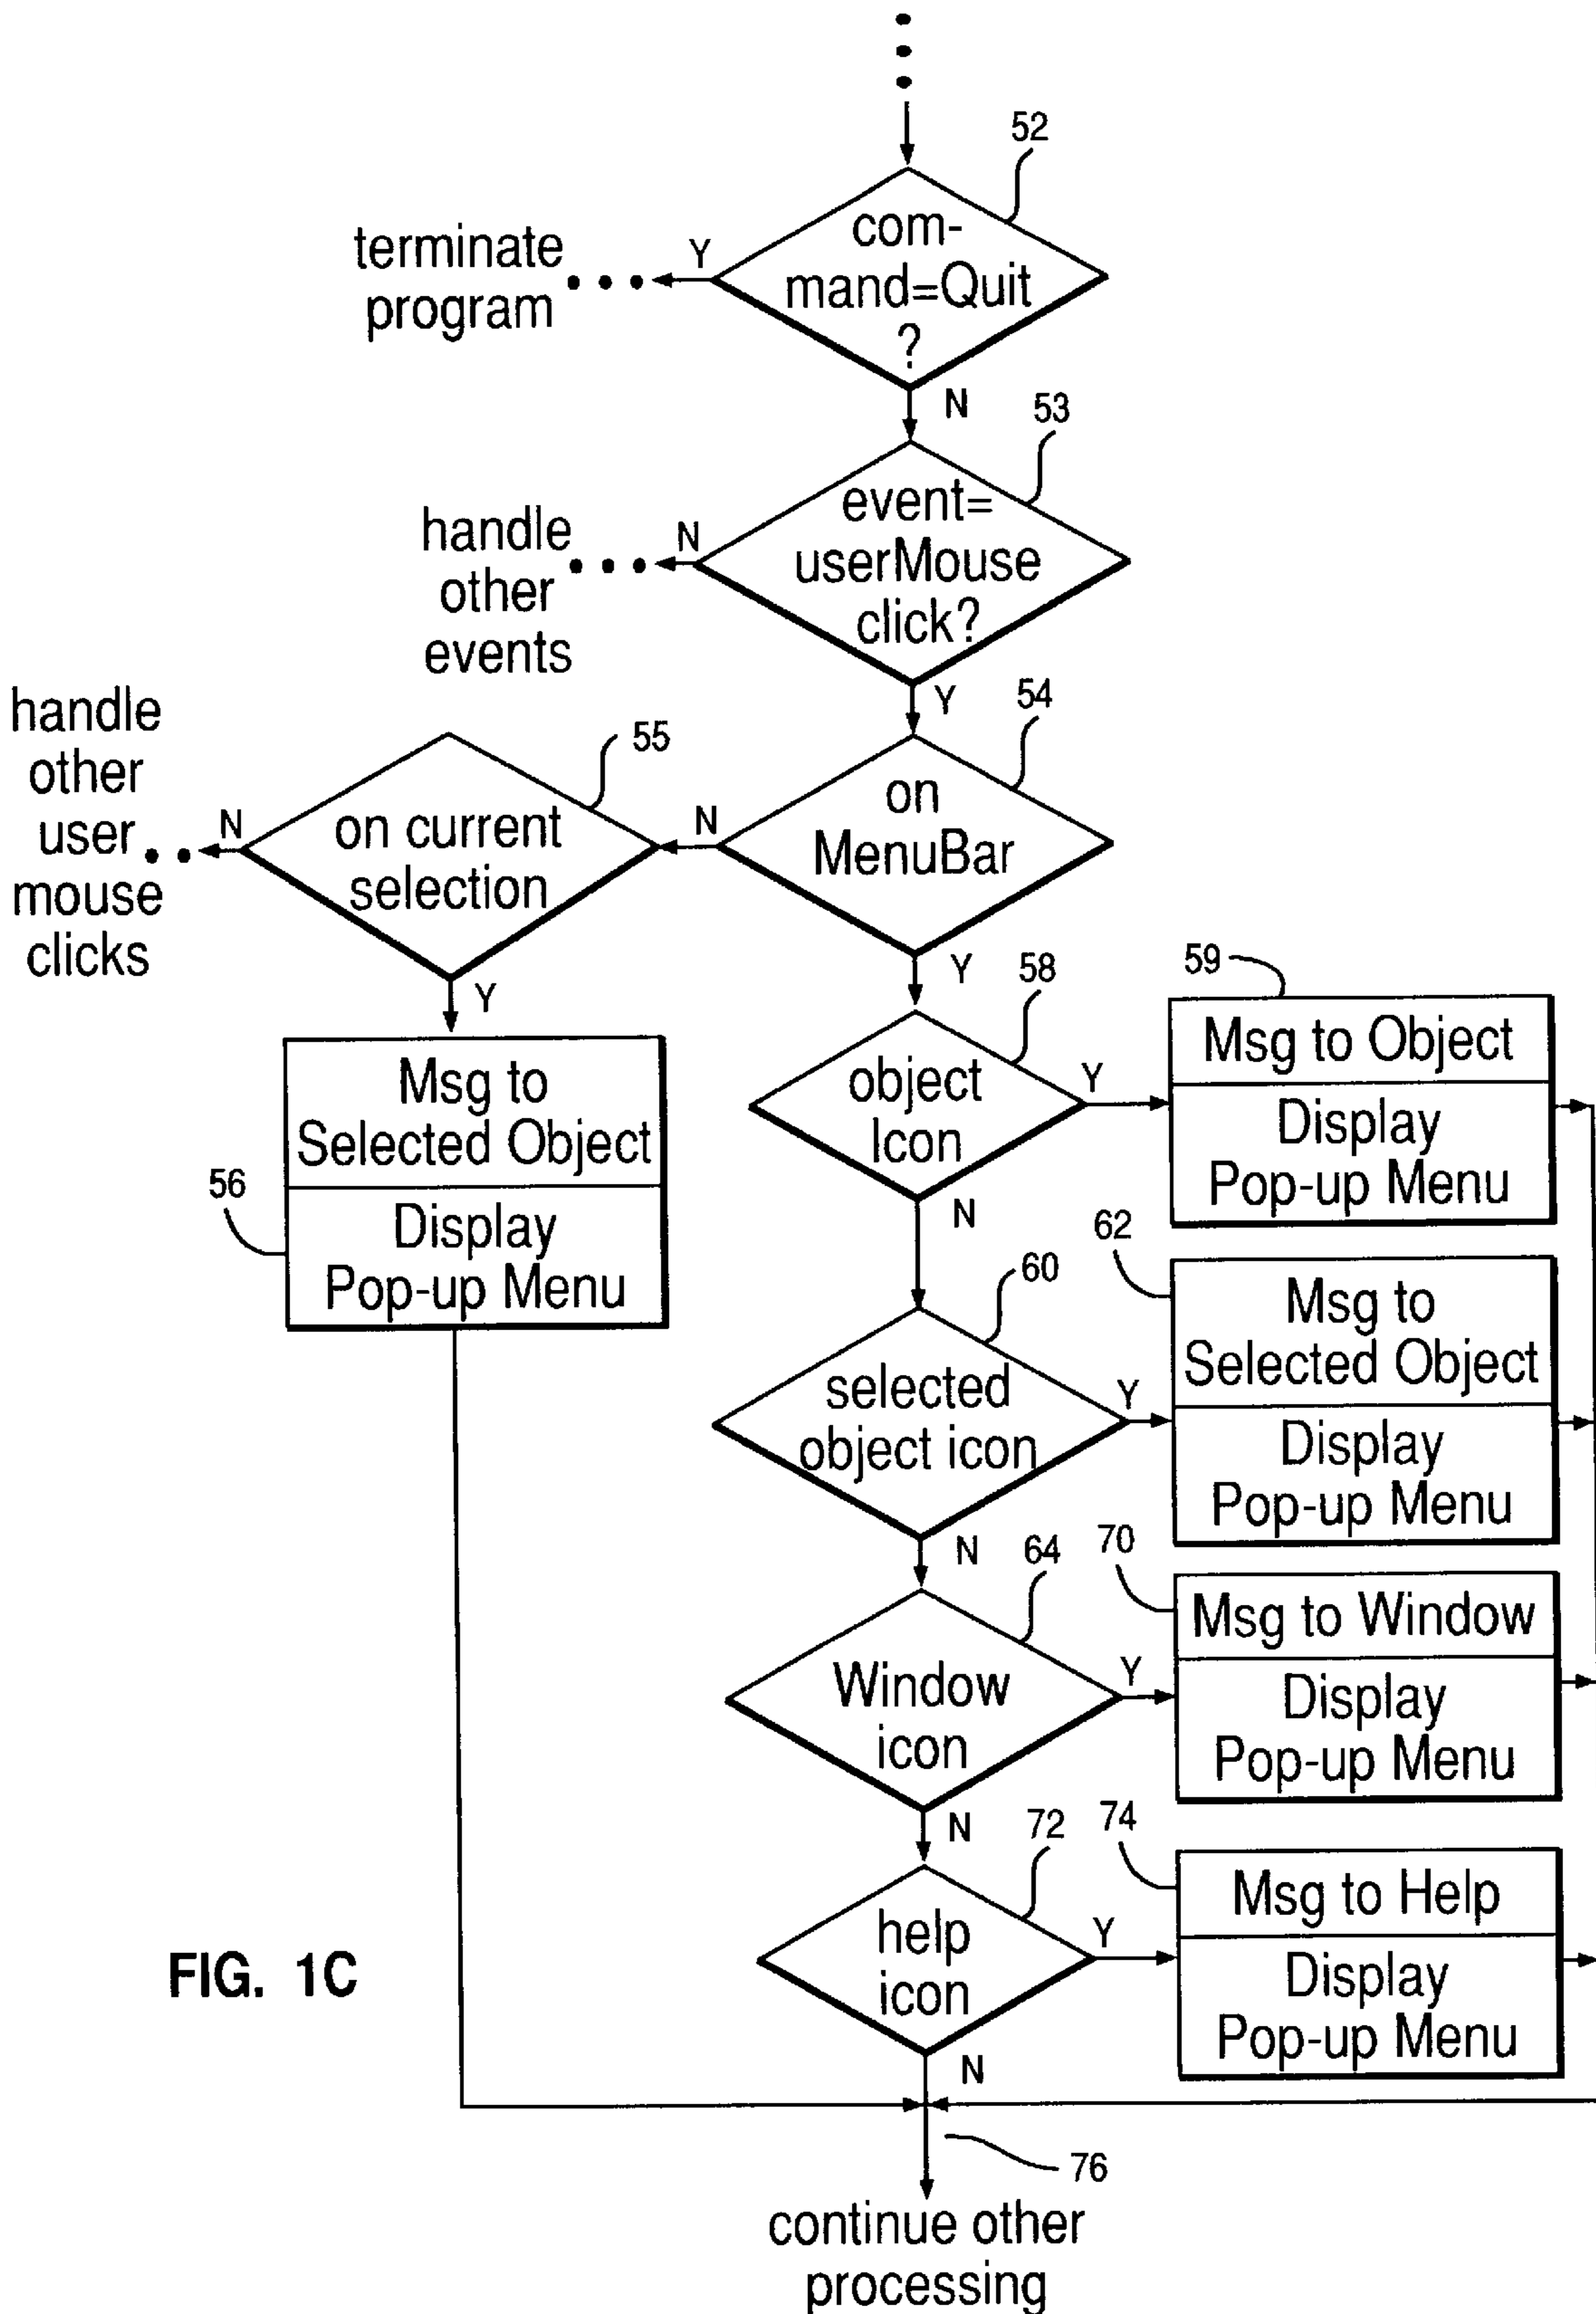 52
com-
mand=Quit
?
Y
terminate
program
N
53
event=
userMouse
click?
N
handle
other
events
Y
54
on
MenuBar
N
55
on current
selection
N
handle
other
user
mouse
clicks
Y
Msg to
Selected Object
56
Display
Pop-up Menu
Y
58
object
Icon
Y
59
Msg to Object
Display
Pop-up Menu
N
60
selected
object icon
Y
62
Msg to
Selected Object
Display
Pop-up Menu
N
64
Window
icon
Y
70
Msg to Window
Display
Pop-up Menu
N
72
help
icon
Y
74
Msg to Help
Display
Pop-up Menu
N
FIG. 1C
76
continue other
processing